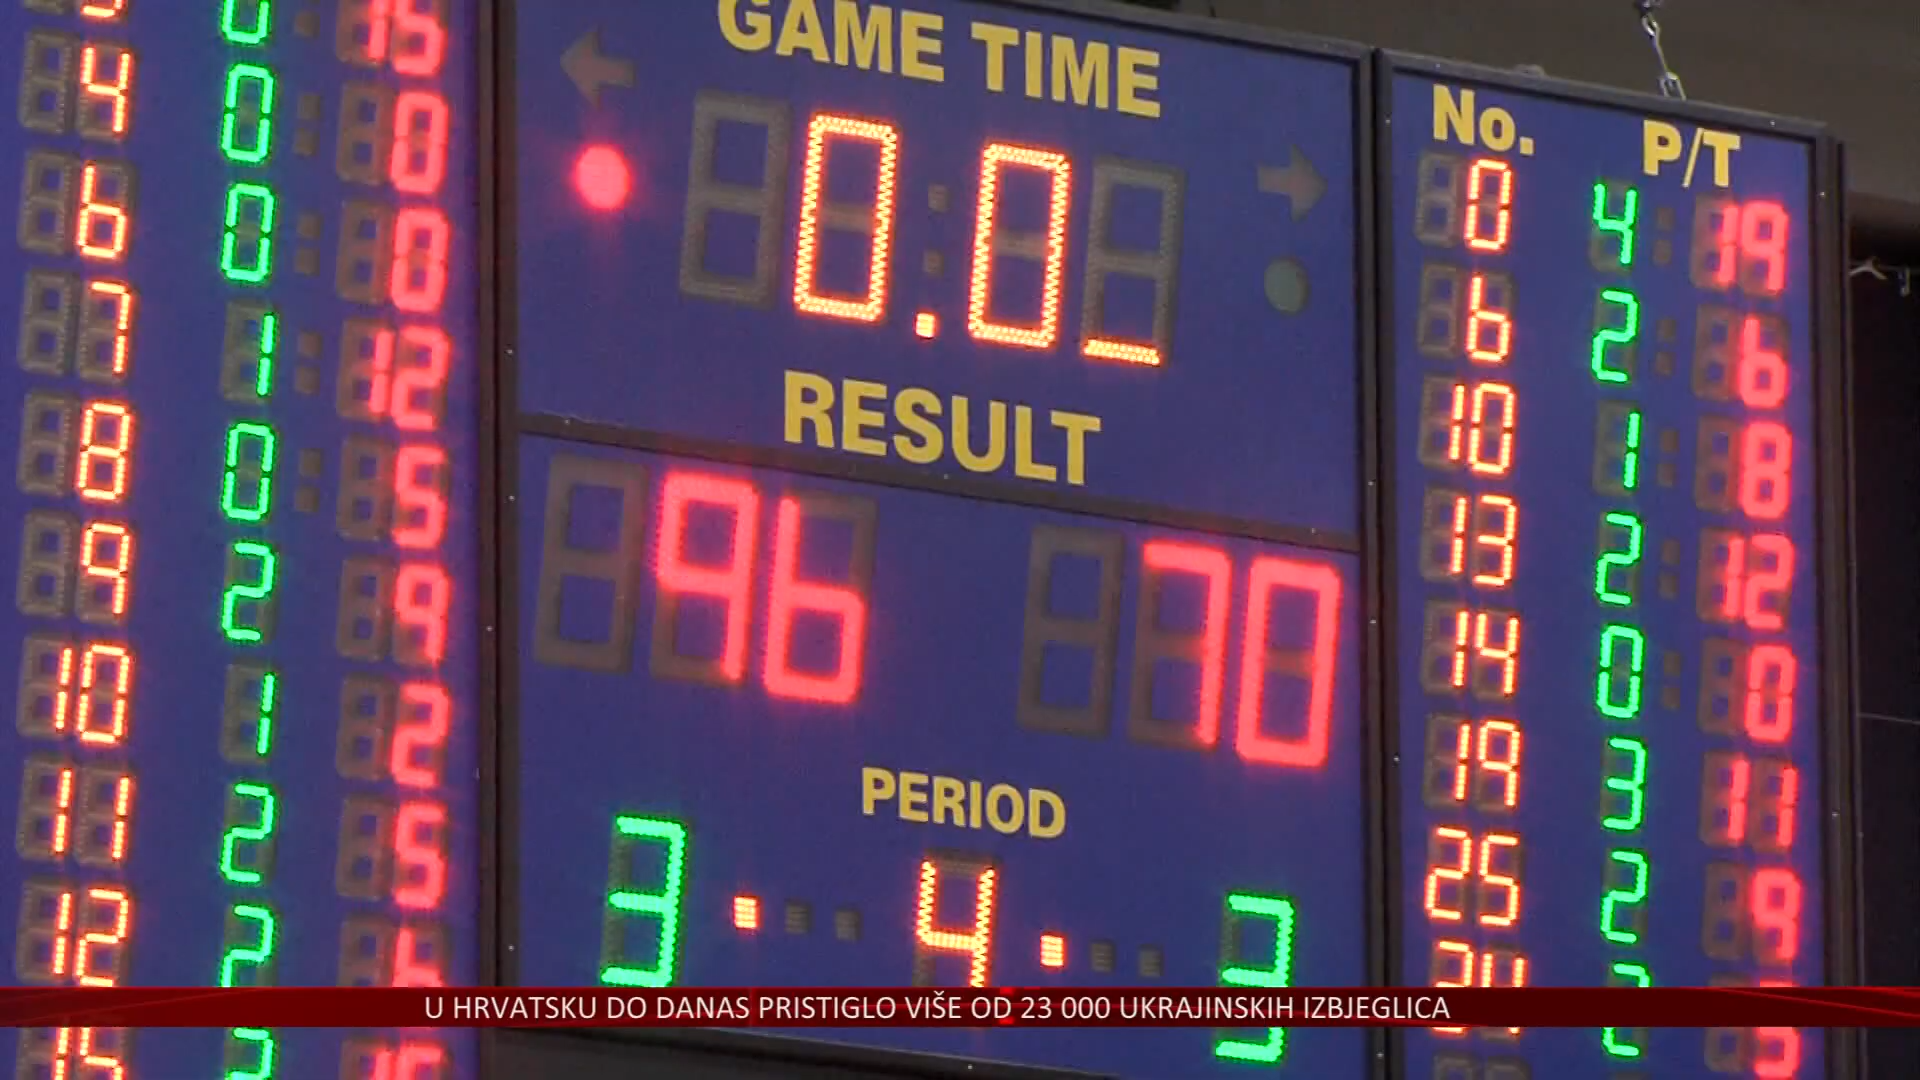 GAME TIME
0.0
RESULT
96 70
PERIOD
3 4 3
4 0 0
6 0 0
7 1 12
8 0 5
9 2 9
10 1 2
11 2 5
12 2
No. P/T
0 4 19
6 2 6
10 1 8
13 2 12
14 0 0
19 3 11
25 2 9
U HRVATSKU DO DANAS PRISTIGLO VIŠE OD 23 000 UKRAJINSKIH IZBJEGLICA